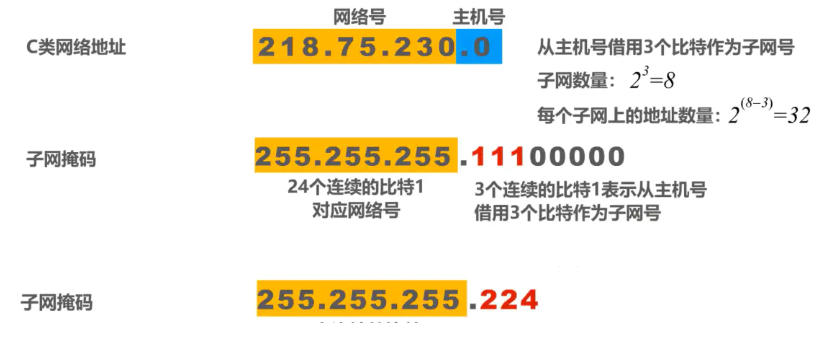 网络号 主机号
C类网络地址 218.75.230.0 从主机号借用3个比特作为子网号
子网数量： 2^3=8
每个子网上的地址数量：2^(8-3)=32
子网掩码 255.255.255.11100000
24个连续的比特1 3个连续的比特1表示从主机号
对应网络号 借用3个比特作为子网号
子网掩码 255.255.255.224